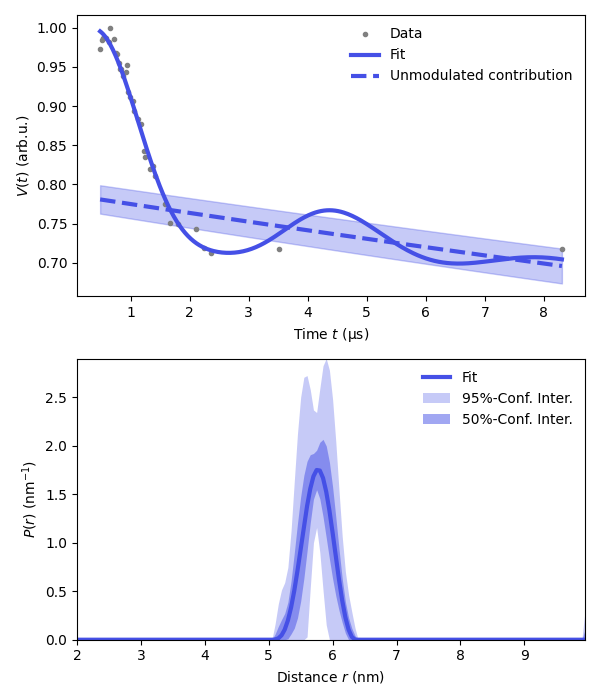 1.00
0.95
0.90
0.85
0.80
0.75
0.70
V(t) (arb.u.)
Data
Fit
Unmodulated contribution
1 2 3 4 5 6 7 8
Time t (μs)
2.5
2.0
1.5
1.0
0.5
0.0
P(r) (nm⁻¹)
Fit
95%-Conf. Inter.
50%-Conf. Inter.
2 3 4 5 6 7 8 9
Distance r (nm)